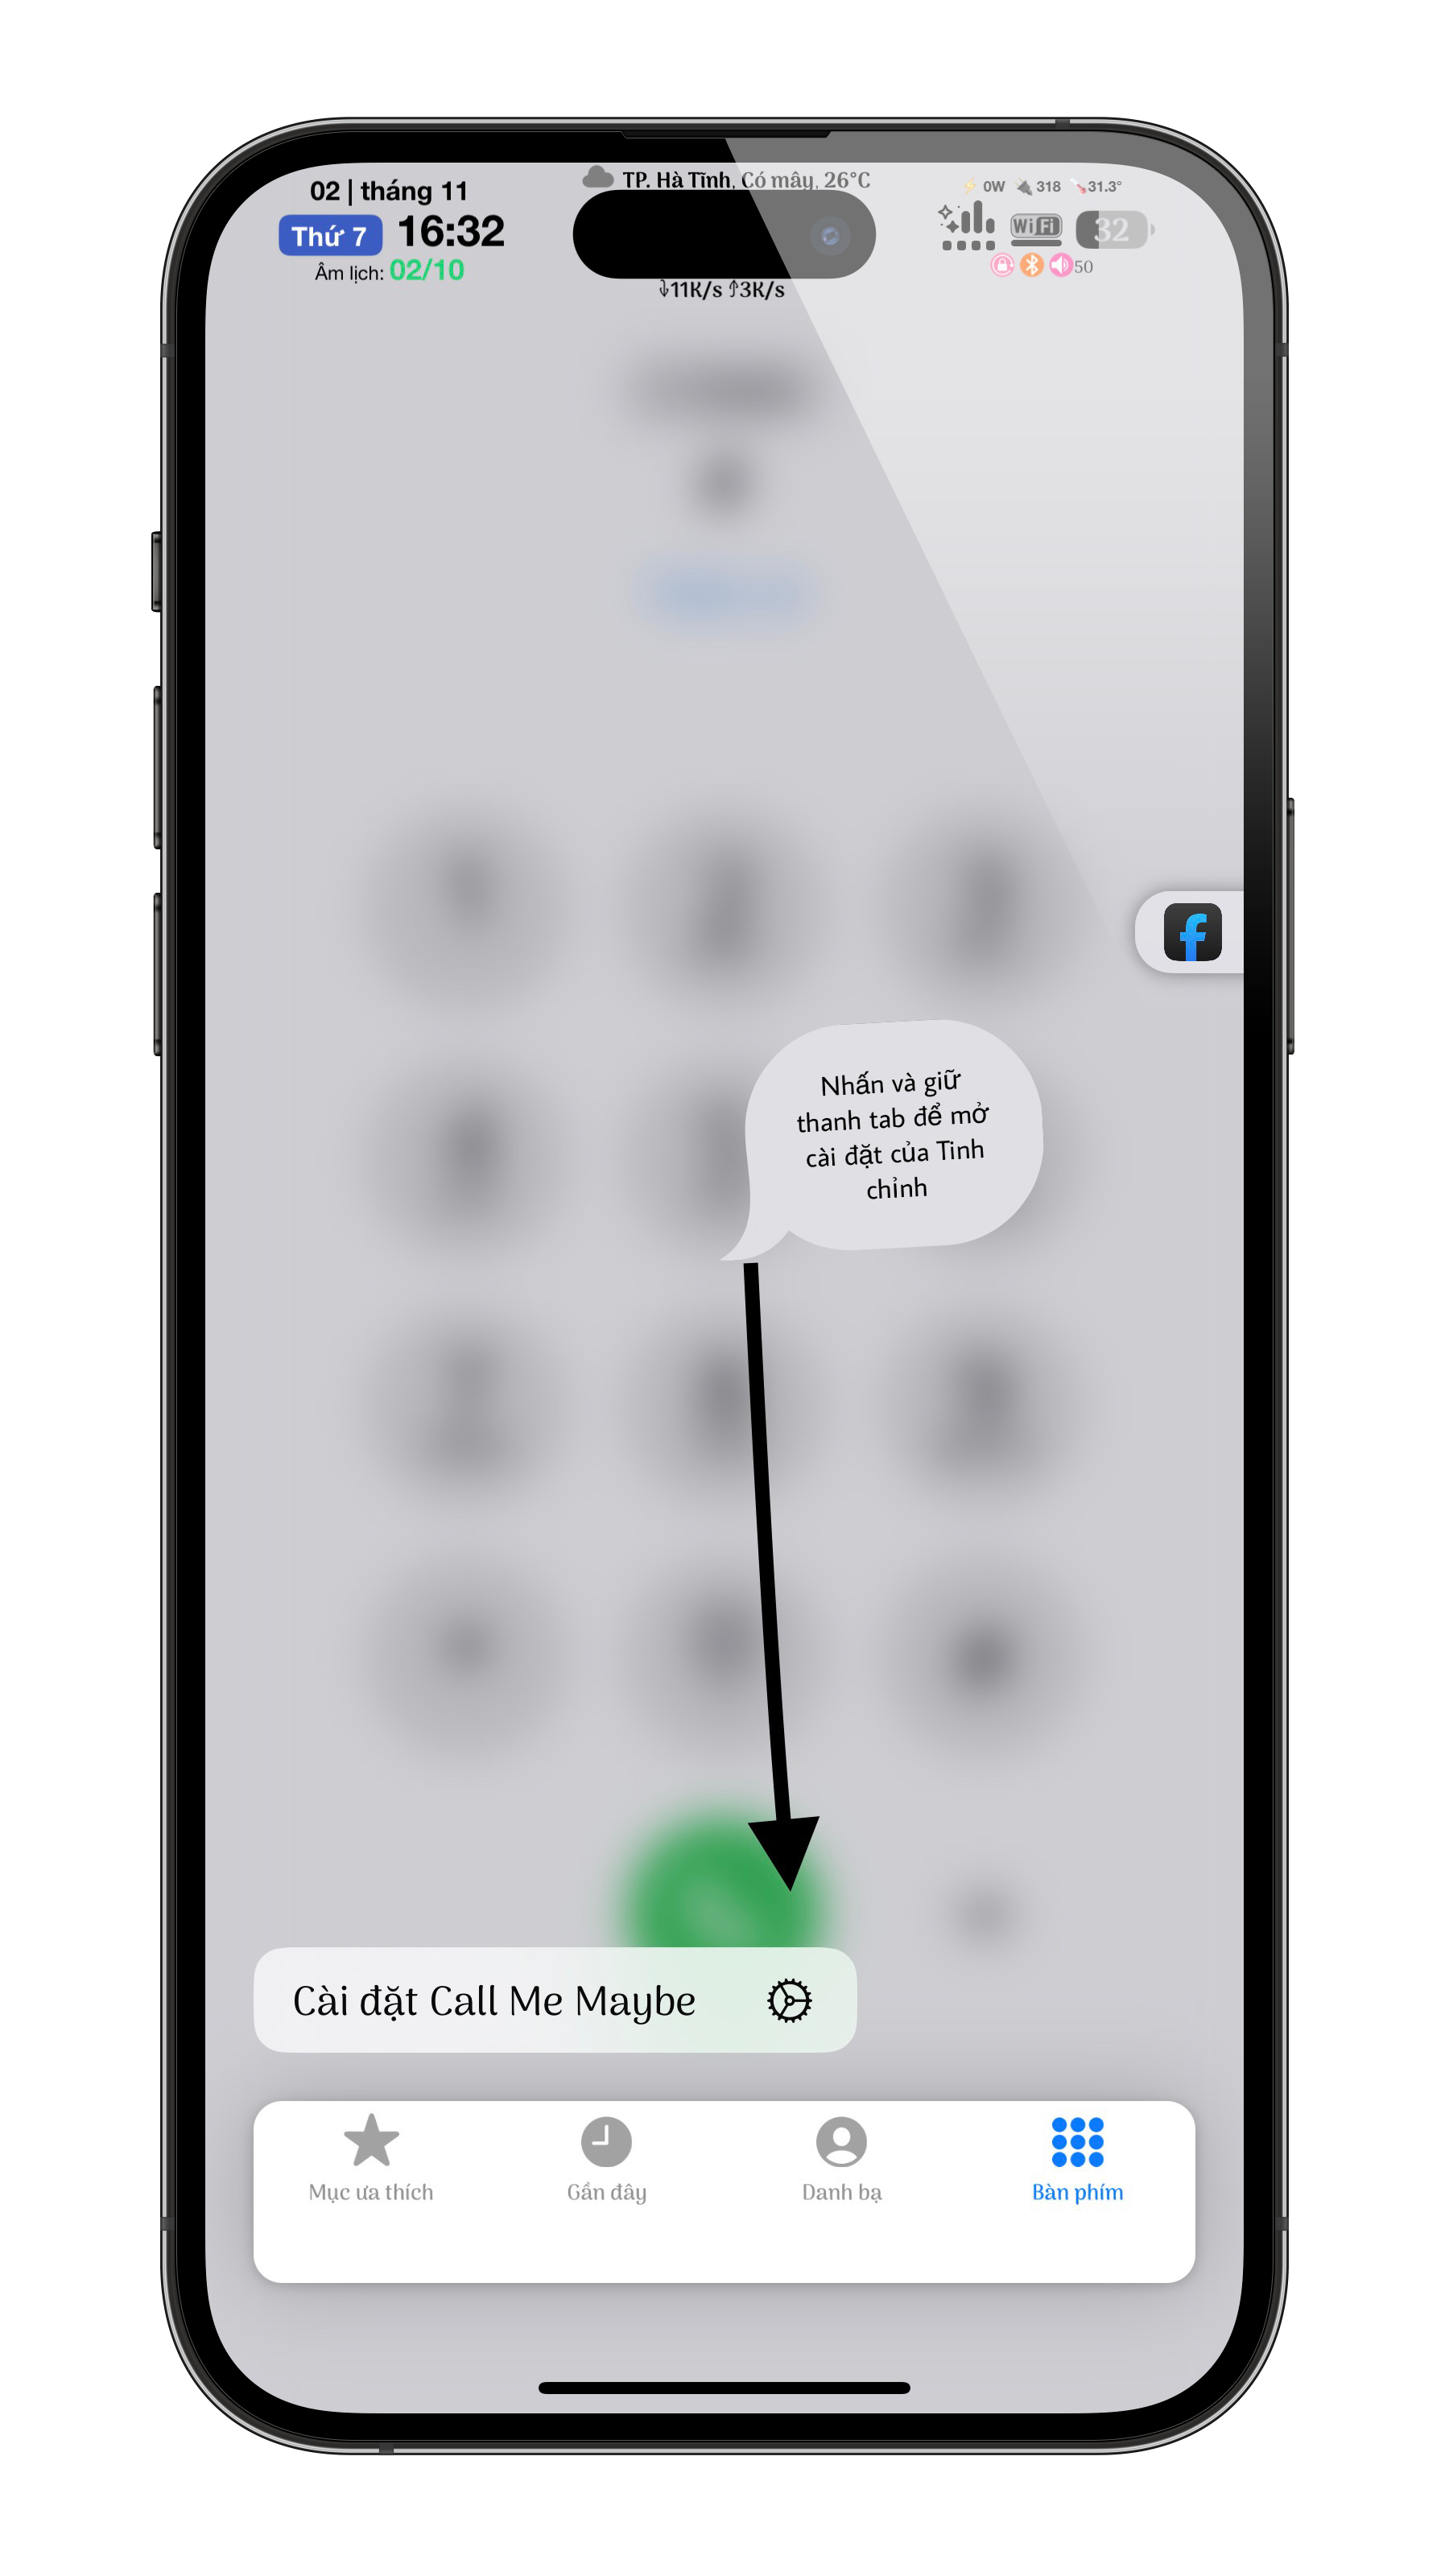 02 | tháng 11
Thứ 7 16:32
Âm lịch: 02/10
TP. Hà Tĩnh, Có mây, 26°C
11K/s 3K/s
0W 318 31.3°
WiFi 32
50
Nhấn và giữ
thanh tab để mở
cài đặt của Tinh
chỉnh
Cài đặt Call Me Maybe
Mục ưa thích
Gần đây
Danh bạ
Bàn phím